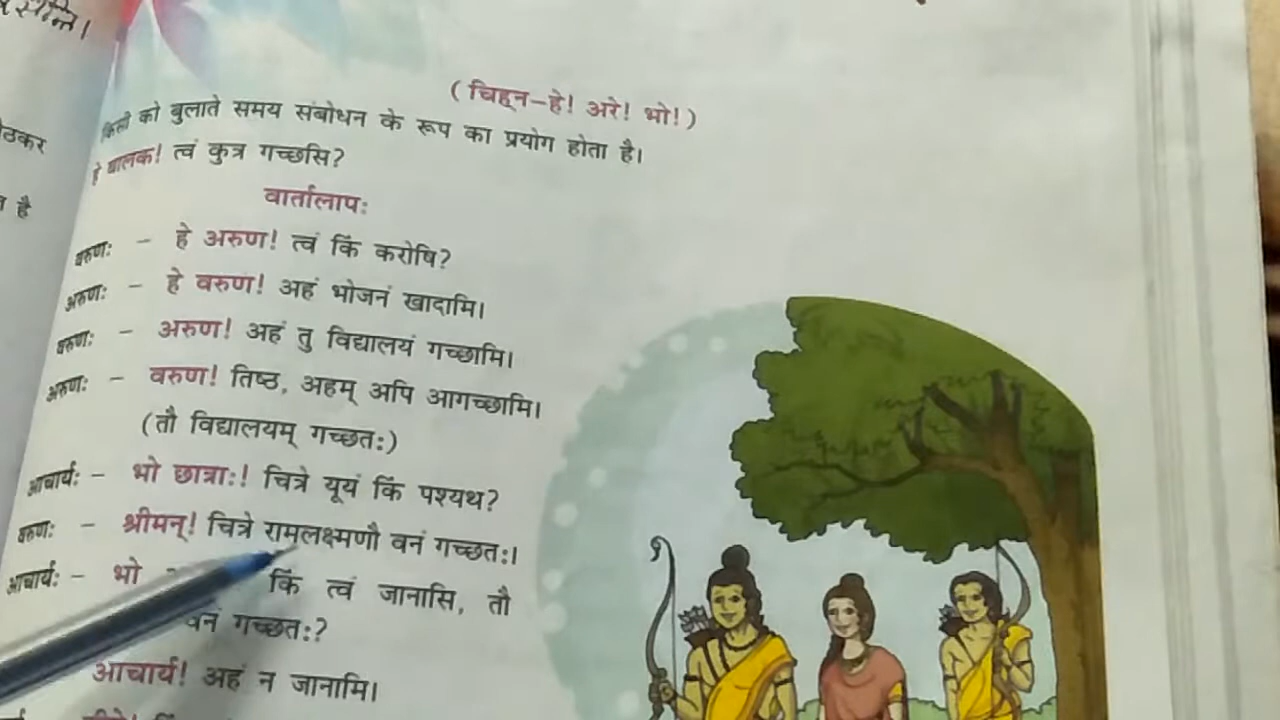 (चिह्न-हे! अरे! भो!)
किसी को बुलाते समय संबोधन के रूप का प्रयोग होता है।
हे बालक! त्वं कुत्र गच्छसि?
वार्तालापः
वरुणः - हे अरुण! त्वं किं करोषि?
अरुणः - हे वरुण! अहं भोजनं खादामि।
वरुणः - अरुण! अहं तु विद्यालयं गच्छामि।
अरुणः - वरुण! तिष्ठ, अहम् अपि आगच्छामि।
(तौ विद्यालयम् गच्छतः)
आचार्यः - भो छात्राः! चित्रे यूयं किं पश्यथ?
वरुणः - श्रीमन्! चित्रे रामलक्ष्मणौ वनं गच्छतः।
आचार्यः - भो किं त्वं जानासि, तौ
वनं गच्छतः?
आचार्य! अहं न जानामि।